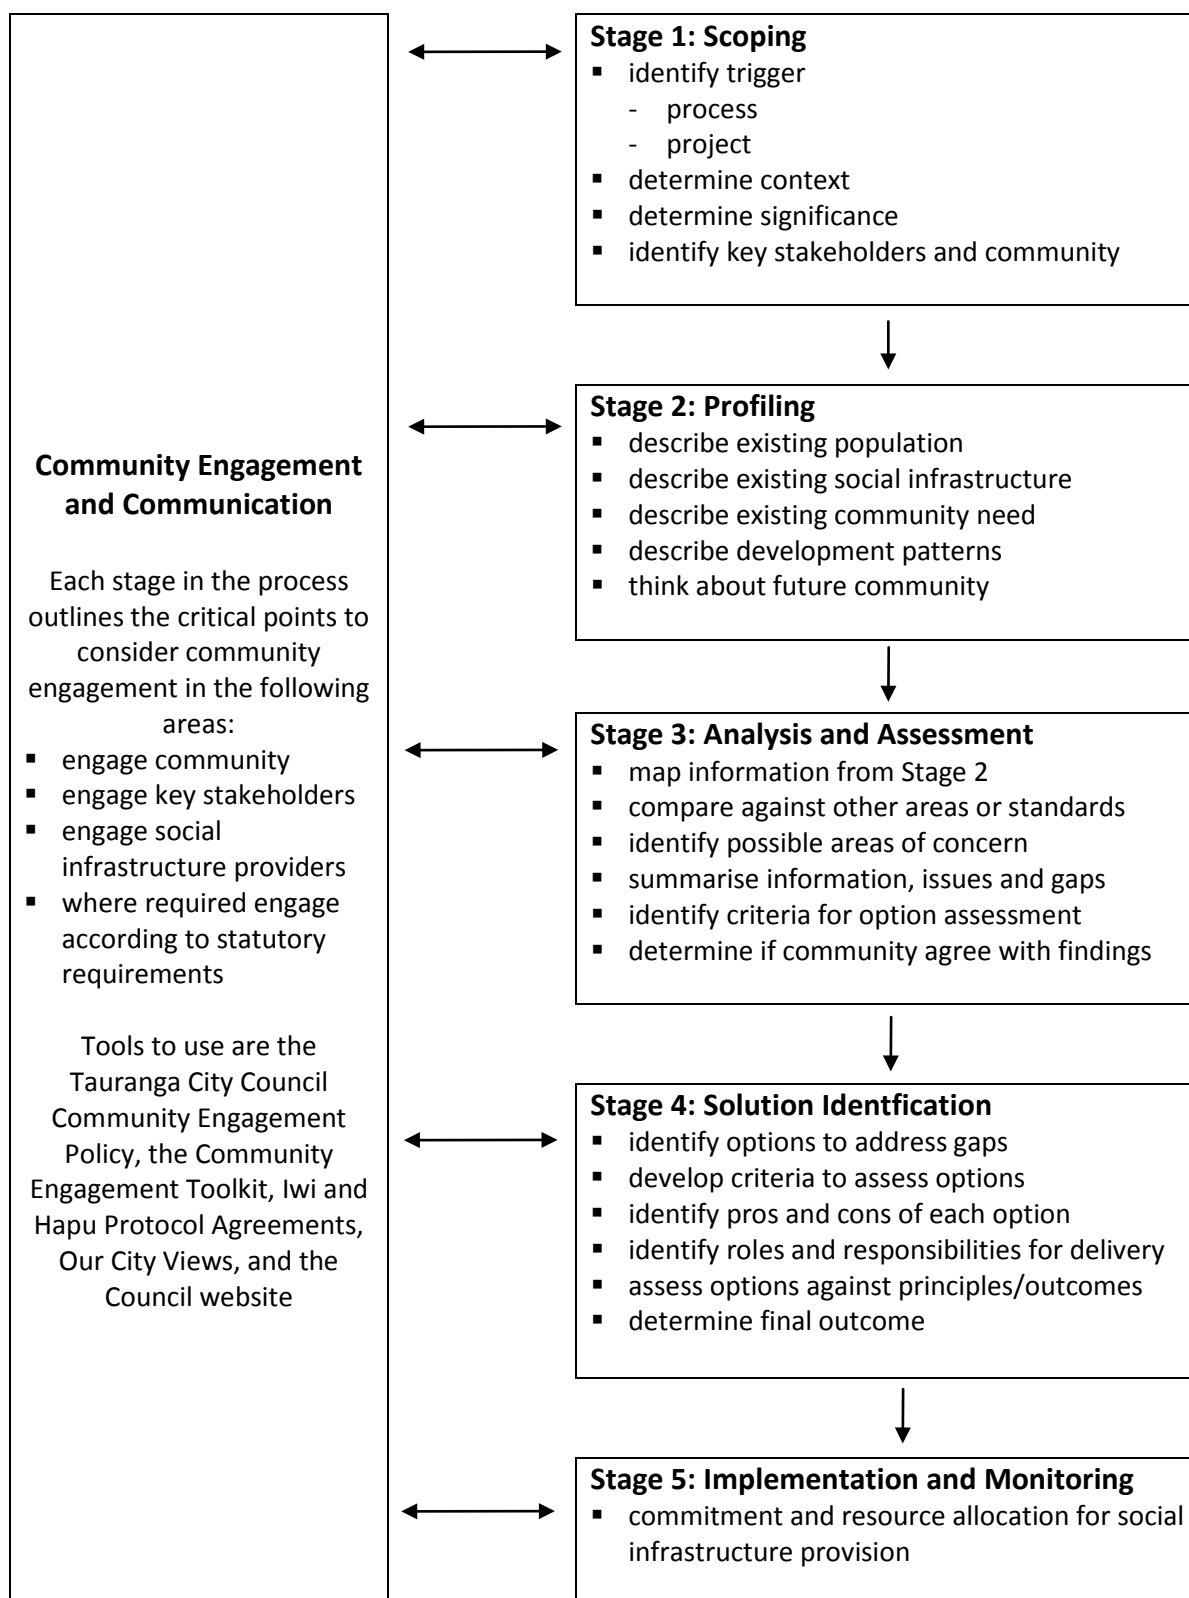 Community Engagement
and Communication
Each stage in the process
outlines the critical points to
consider community
engagement in the following
areas:
▪ engage community
▪ engage key stakeholders
▪ engage social
infrastructure providers
▪ where required engage
according to statutory
requirements
Tools to use are the
Tauranga City Council
Community Engagement
Policy, the Community
Engagement Toolkit, Iwi and
Hapu Protocol Agreements,
Our City Views, and the
Council website
Stage 1: Scoping
▪ identify trigger
- process
- project
▪ determine context
▪ determine significance
▪ identify key stakeholders and community
Stage 2: Profiling
▪ describe existing population
▪ describe existing social infrastructure
▪ describe existing community need
▪ describe development patterns
▪ think about future community
Stage 3: Analysis and Assessment
▪ map information from Stage 2
▪ compare against other areas or standards
▪ identify possible areas of concern
▪ summarise information, issues and gaps
▪ identify criteria for option assessment
▪ determine if community agree with findings
Stage 4: Solution Identfication
▪ identify options to address gaps
▪ develop criteria to assess options
▪ identify pros and cons of each option
▪ identify roles and responsibilities for delivery
▪ assess options against principles/outcomes
▪ determine final outcome
Stage 5: Implementation and Monitoring
▪ commitment and resource allocation for social
infrastructure provision